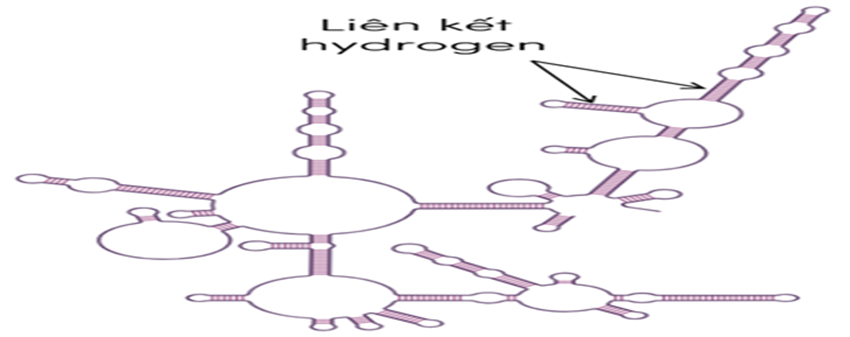 Liên kết
hydrogen